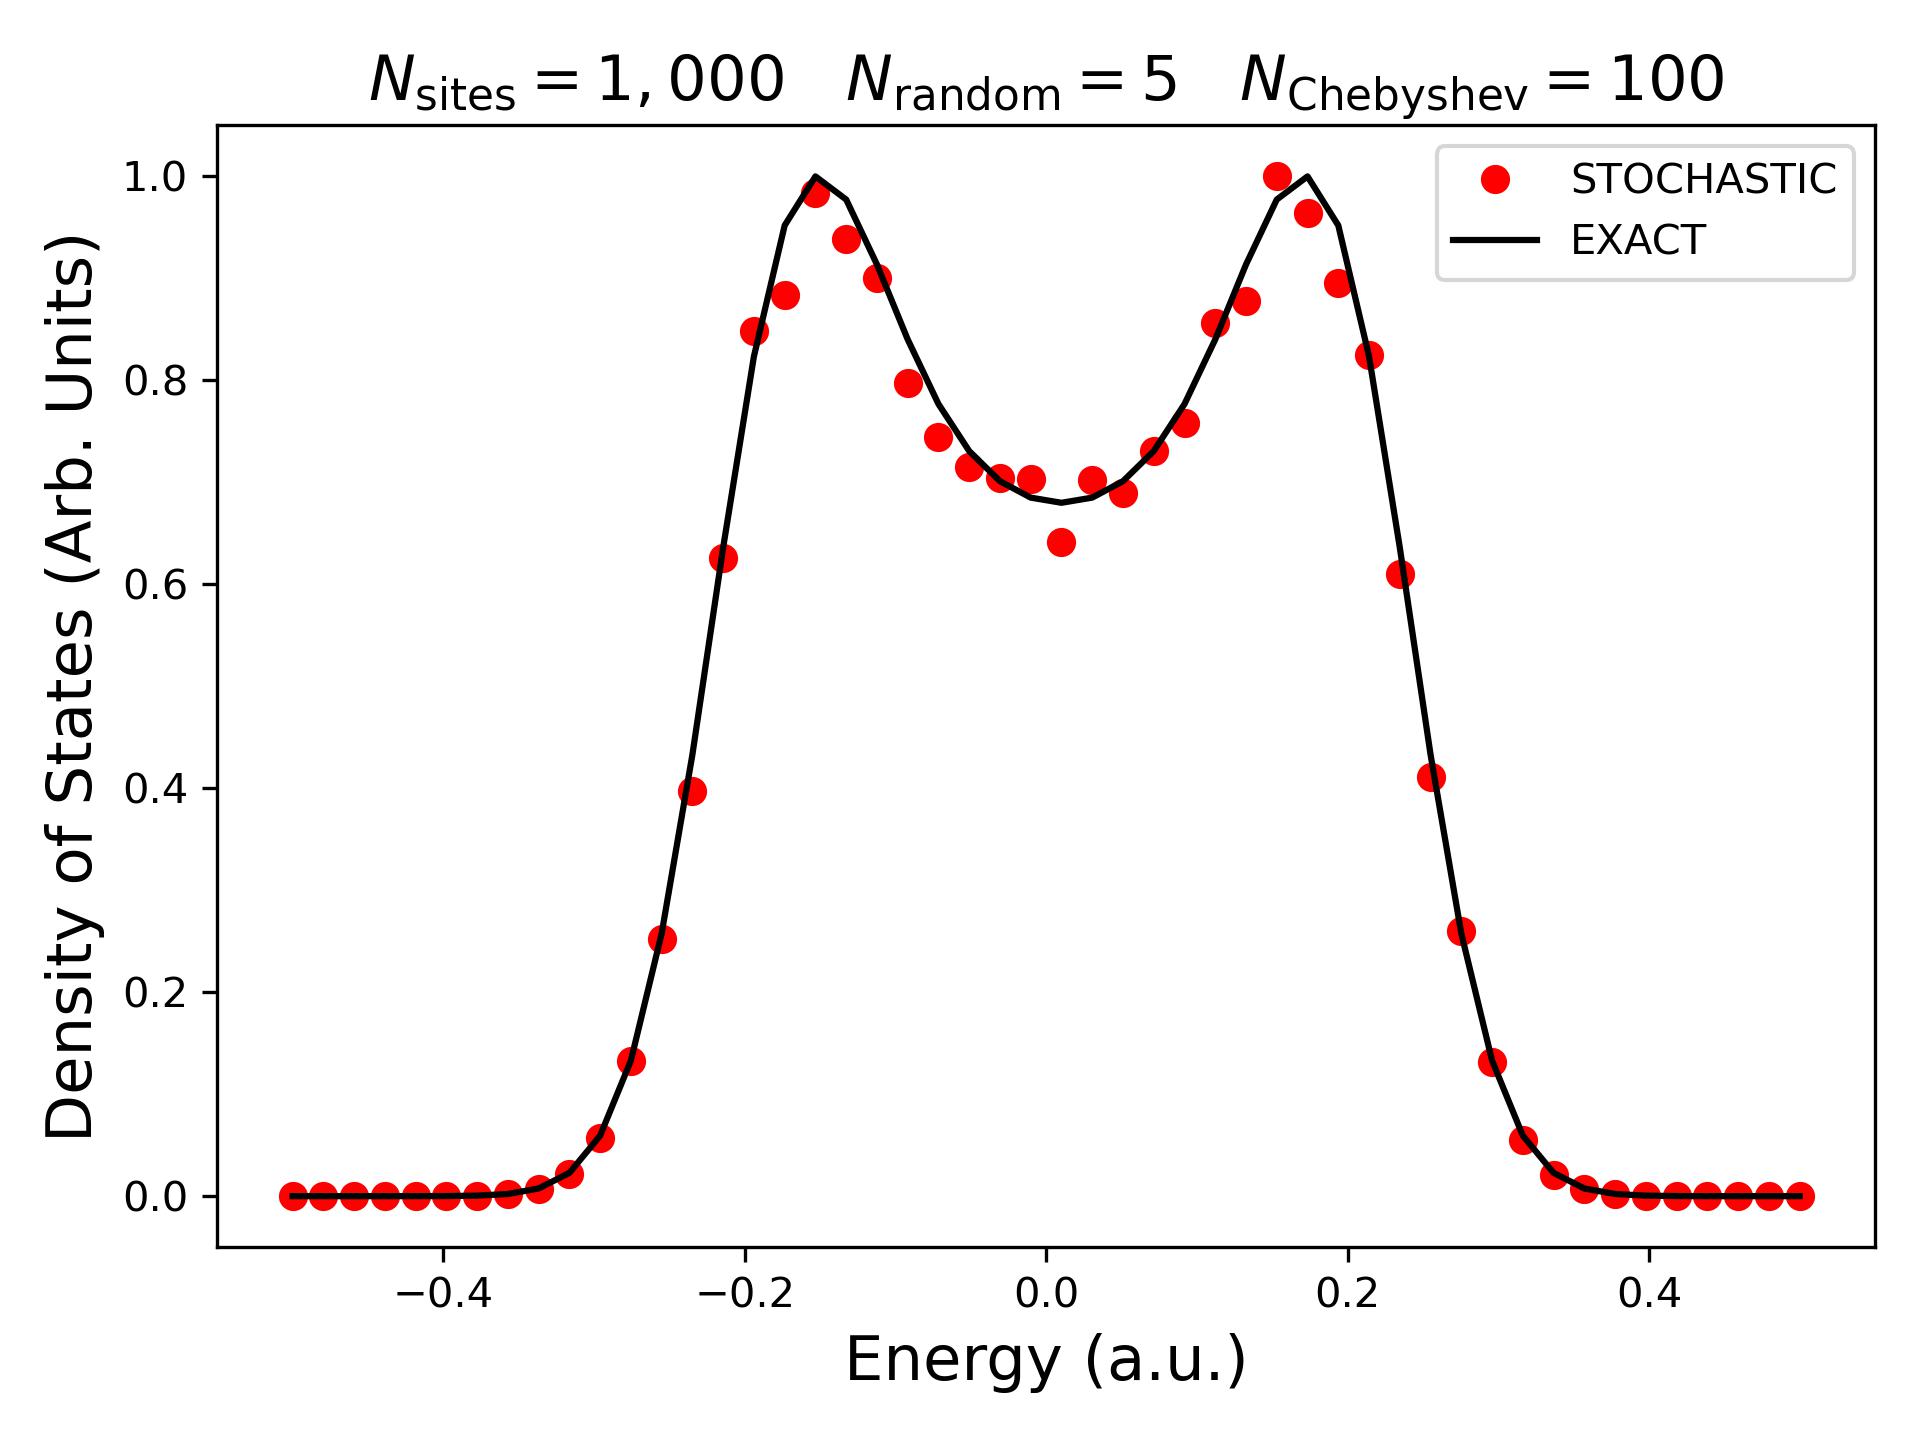 N_sites = 1,000 N_random = 5 N_Chebyshev = 100
STOCHASTIC
EXACT
Density of States (Arb. Units)
1.0
0.8
0.6
0.4
0.2
0.0
−0.4 −0.2 0.0 0.2 0.4
Energy (a.u.)